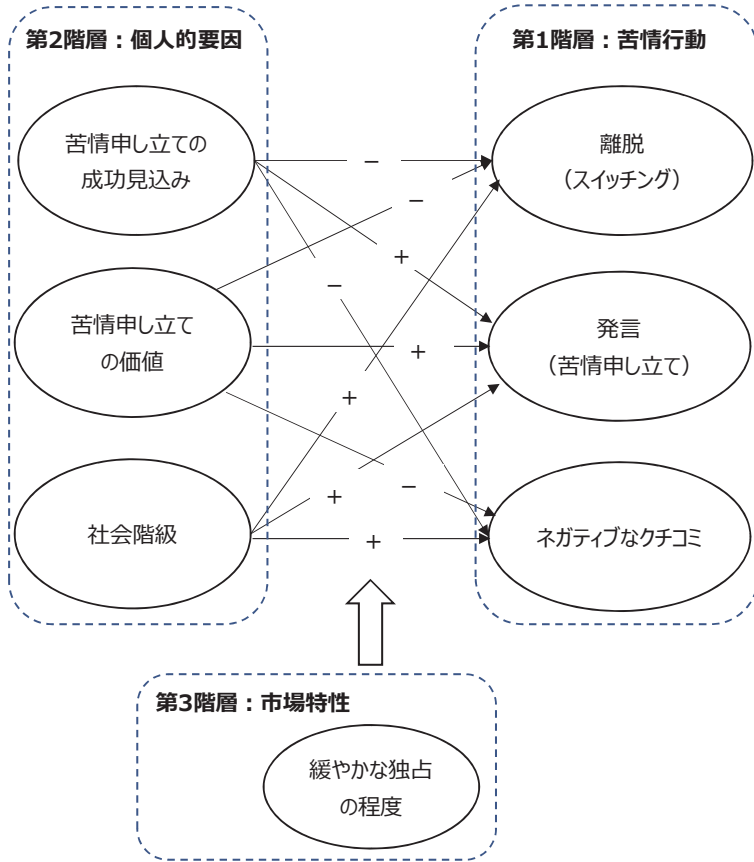 第2階層：個人的要因
第1階層：苦情行動
苦情申し立ての
成功見込み
離脱
（スイッチング）
－
－
＋
－
苦情申し立て
の価値
発言
（苦情申し立て）
＋
＋
＋
－
社会階級
ネガティブなクチコミ
＋
第3階層：市場特性
緩やかな独占
の程度